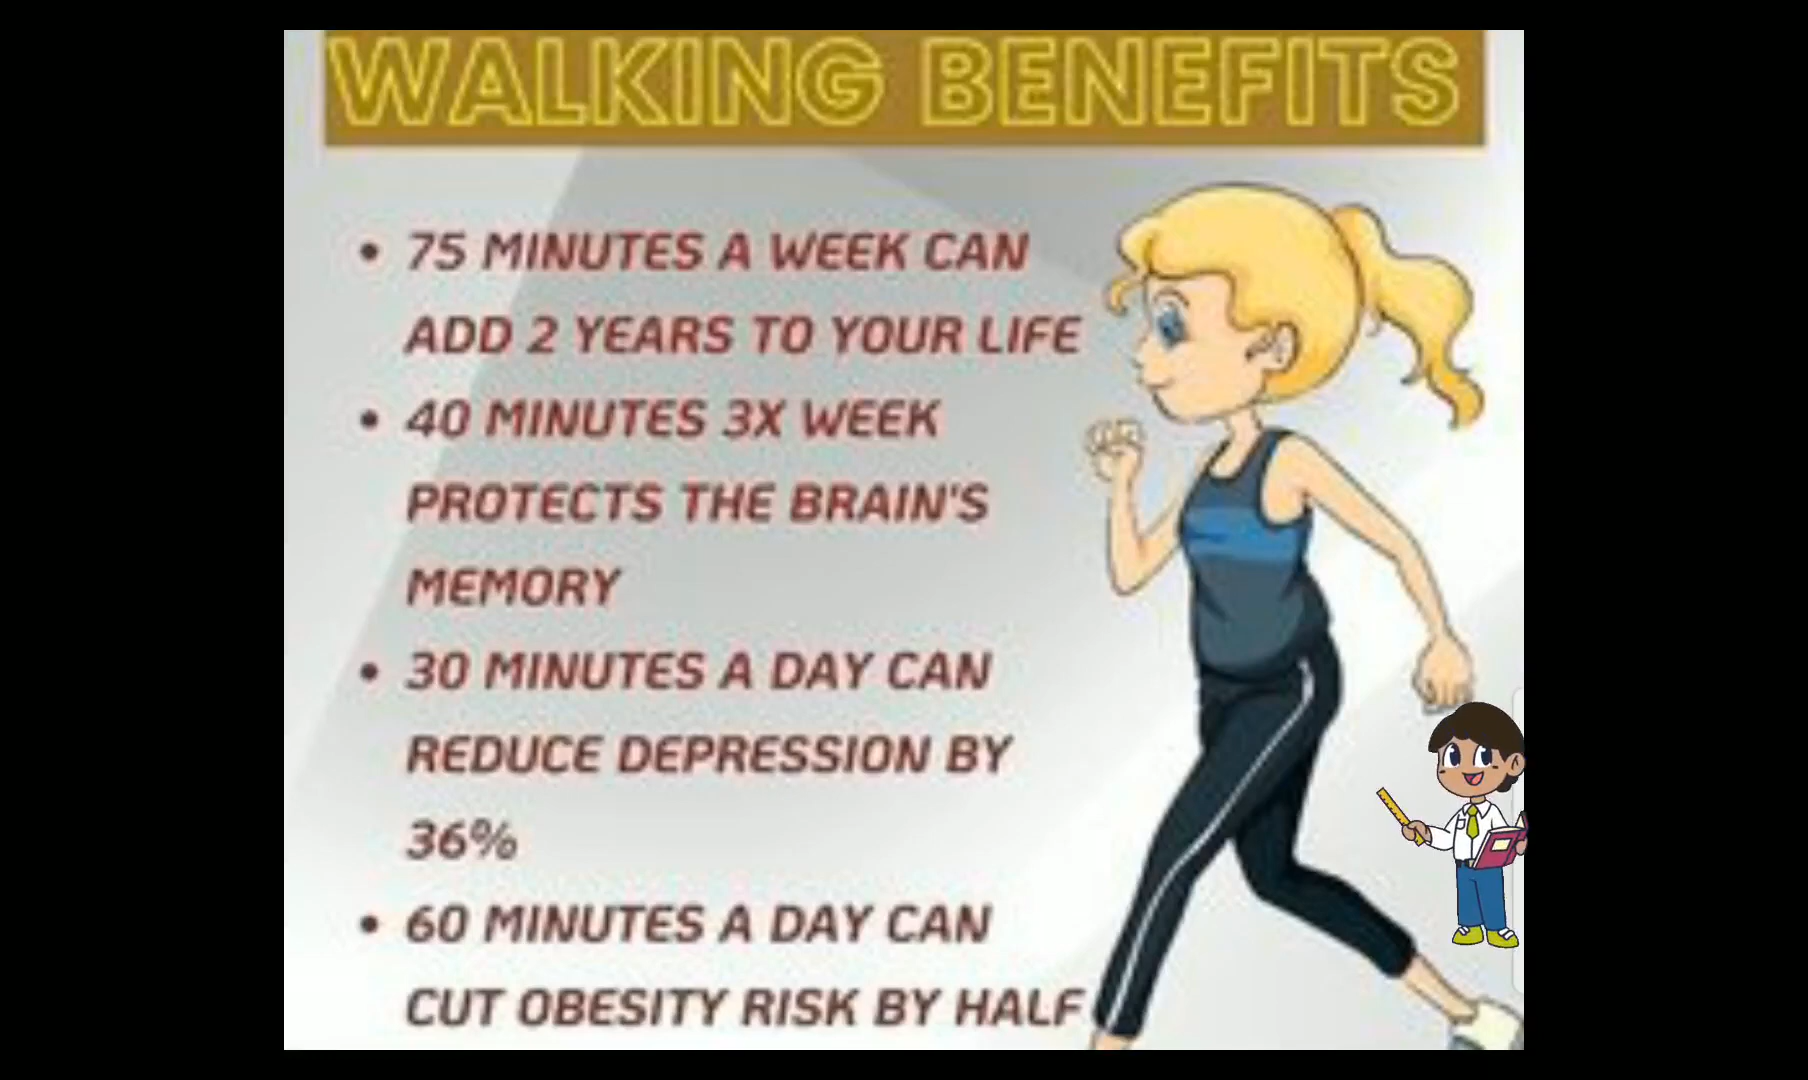 WALKING BENEFITS
• 75 MINUTES A WEEK CAN
ADD 2 YEARS TO YOUR LIFE
• 40 MINUTES 3X WEEK
PROTECTS THE BRAIN'S
MEMORY
• 30 MINUTES A DAY CAN
REDUCE DEPRESSION BY
36%
• 60 MINUTES A DAY CAN
CUT OBESITY RISK BY HALF